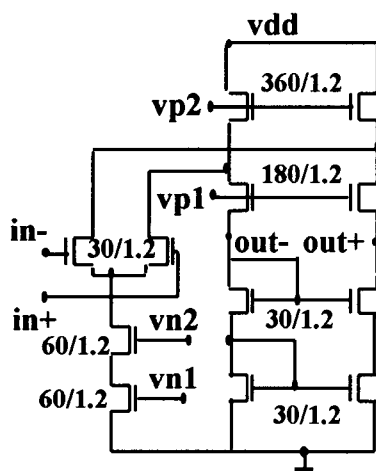 vdd
360/1.2
vp2
180/1.2
vp1
in-
30/1.2
out- out+
in+
vn2
30/1.2
60/1.2
vn1
60/1.2
30/1.2